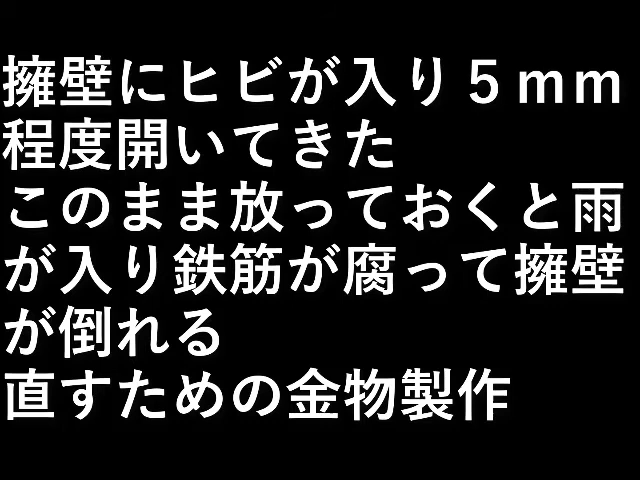 擁壁にヒビが入り５ｍｍ
程度開いてきた
このまま放っておくと雨
が入り鉄筋が腐って擁壁
が倒れる
直すための金物製作